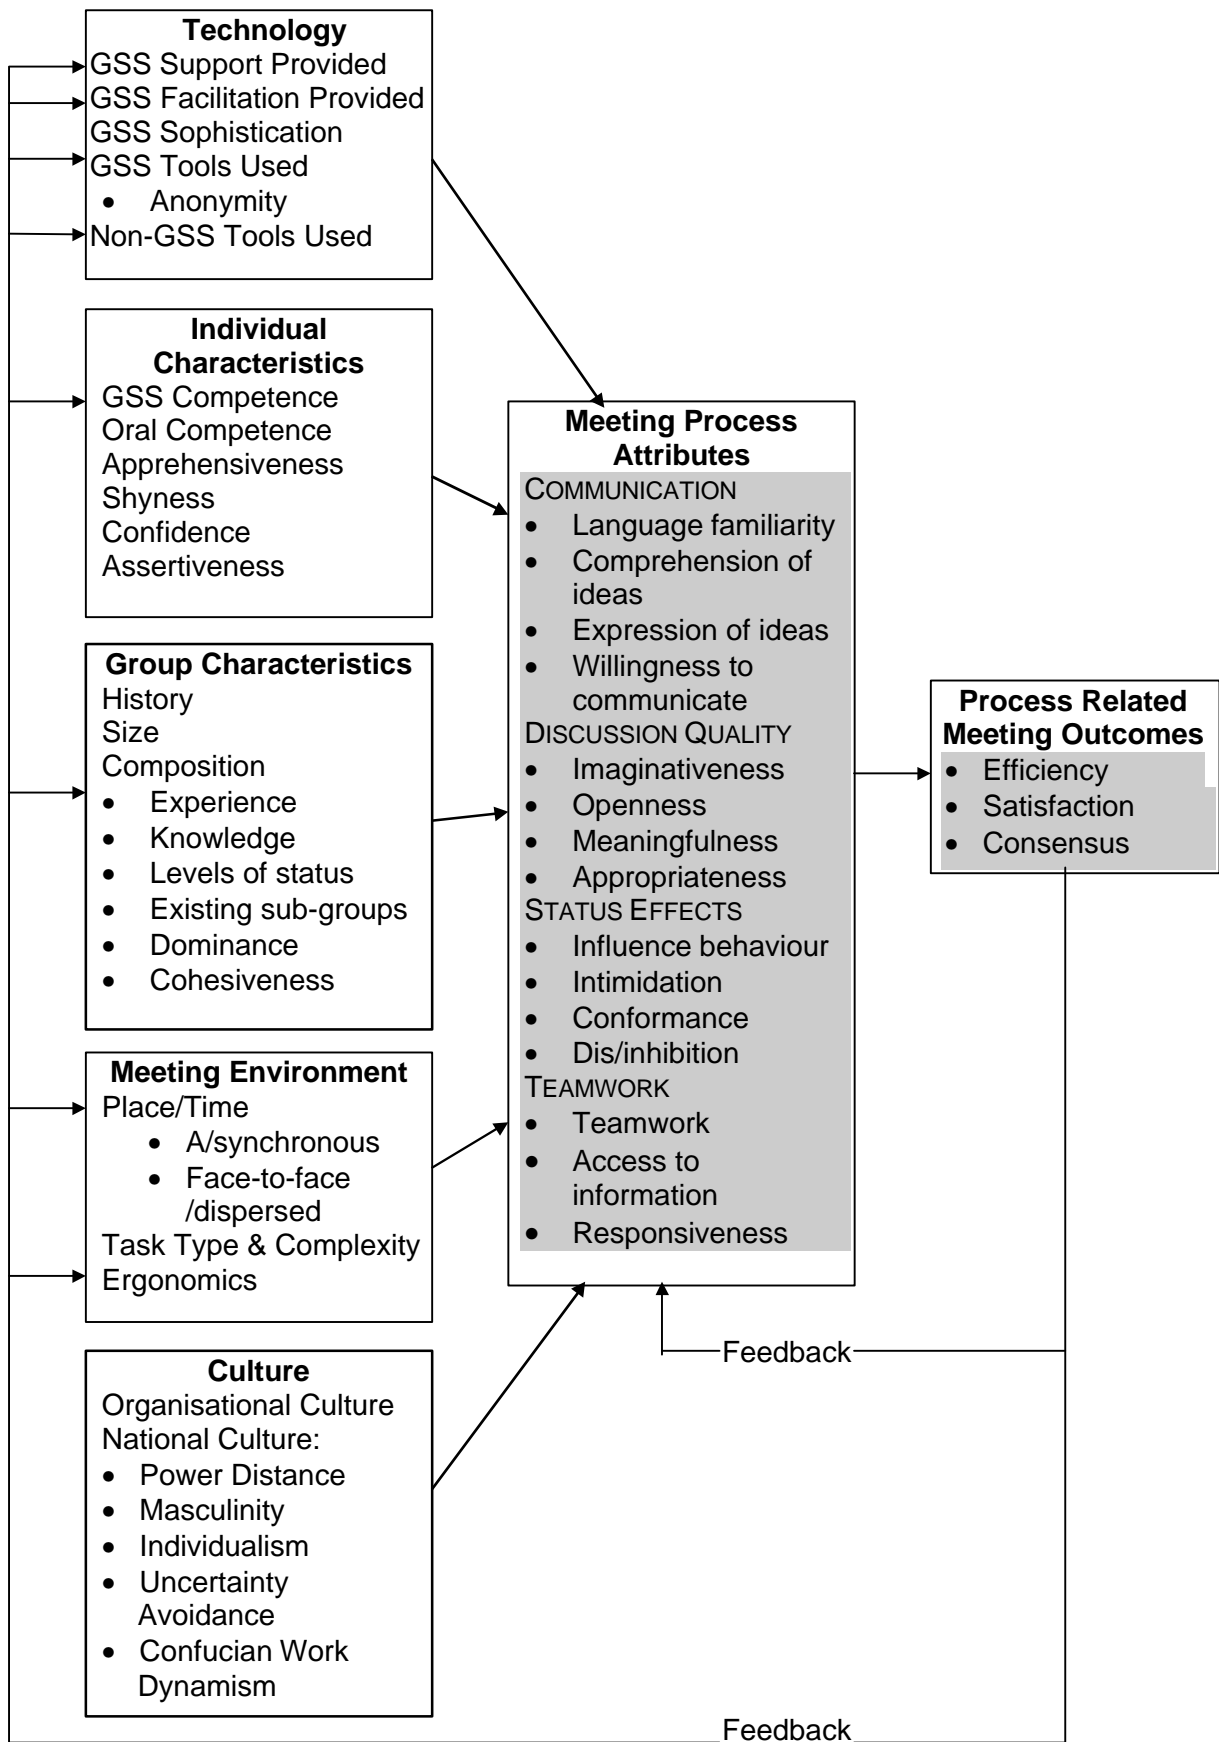 Technology
GSS Support Provided
GSS Facilitation Provided
GSS Sophistication
GSS Tools Used
• Anonymity
Non-GSS Tools Used
Individual
Characteristics
GSS Competence
Oral Competence
Apprehensiveness
Shyness
Confidence
Assertiveness
Group Characteristics
History
Size
Composition
• Experience
• Knowledge
• Levels of status
• Existing sub-groups
• Dominance
• Cohesiveness
Meeting Environment
Place/Time
• A/synchronous
• Face-to-face
/dispersed
Task Type & Complexity
Ergonomics
Culture
Organisational Culture
National Culture:
• Power Distance
• Masculinity
• Individualism
• Uncertainty
Avoidance
• Confucian Work
Dynamism
Meeting Process
Attributes
COMMUNICATION
• Language familiarity
• Comprehension of
ideas
• Expression of ideas
• Willingness to
communicate
DISCUSSION QUALITY
• Imaginativeness
• Openness
• Meaningfulness
• Appropriateness
STATUS EFFECTS
• Influence behaviour
• Intimidation
• Conformance
• Dis/inhibition
TEAMWORK
• Teamwork
• Access to
information
• Responsiveness
Process Related
Meeting Outcomes
• Efficiency
• Satisfaction
• Consensus
Feedback
Feedback